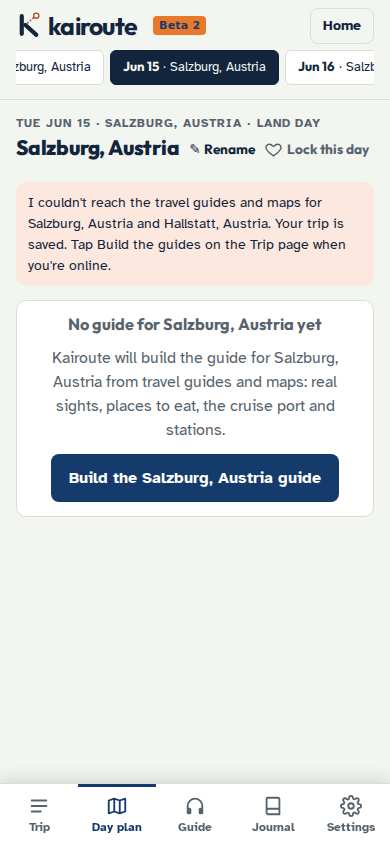 kairoute Beta 2 Home
zburg, Austria Jun 15 · Salzburg, Austria Jun 16 · Salzb
TUE JUN 15 · SALZBURG, AUSTRIA · LAND DAY
Salzburg, Austria ✎ Rename Lock this day
I couldn't reach the travel guides and maps for
Salzburg, Austria and Hallstatt, Austria. Your trip is
saved. Tap Build the guides on the Trip page when
you're online.
No guide for Salzburg, Austria yet
Kairoute will build the guide for Salzburg,
Austria from travel guides and maps: real
sights, places to eat, the cruise port and
stations.
Build the Salzburg, Austria guide
Trip Day plan Guide Journal Settings